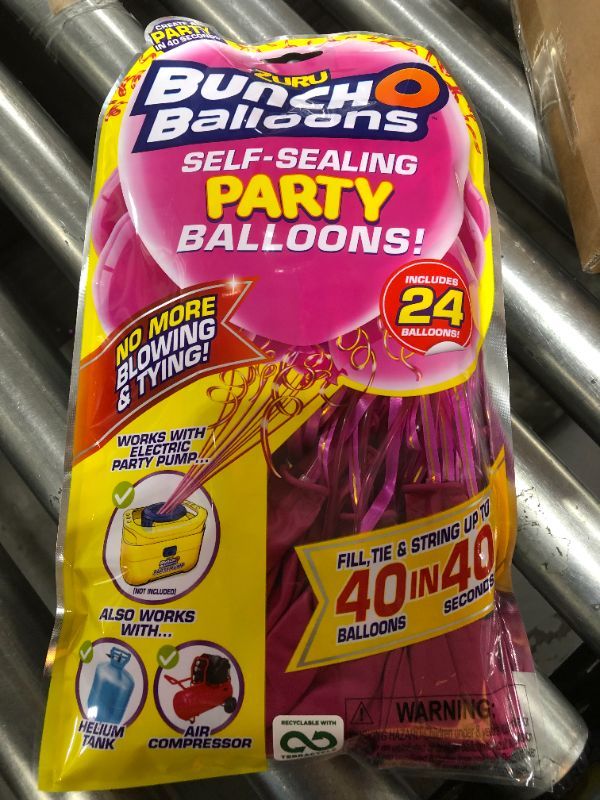 CREATE A
PARTY
IN 40 SECONDS
ZURU
BUNCH O
Balloons
SELF-SEALING
PARTY
BALLOONS!
INCLUDES
24
BALLOONS!
NO MORE
BLOWING
& TYING!
WORKS WITH
ELECTRIC
PARTY PUMP...
(NOT INCLUDED)
FILL, TIE & STRING UP TO
40 IN 40
BALLOONS SECONDS
ALSO WORKS
WITH...
HELIUM
TANK
AIR
COMPRESSOR
RECYCLABLE WITH
WARNING: